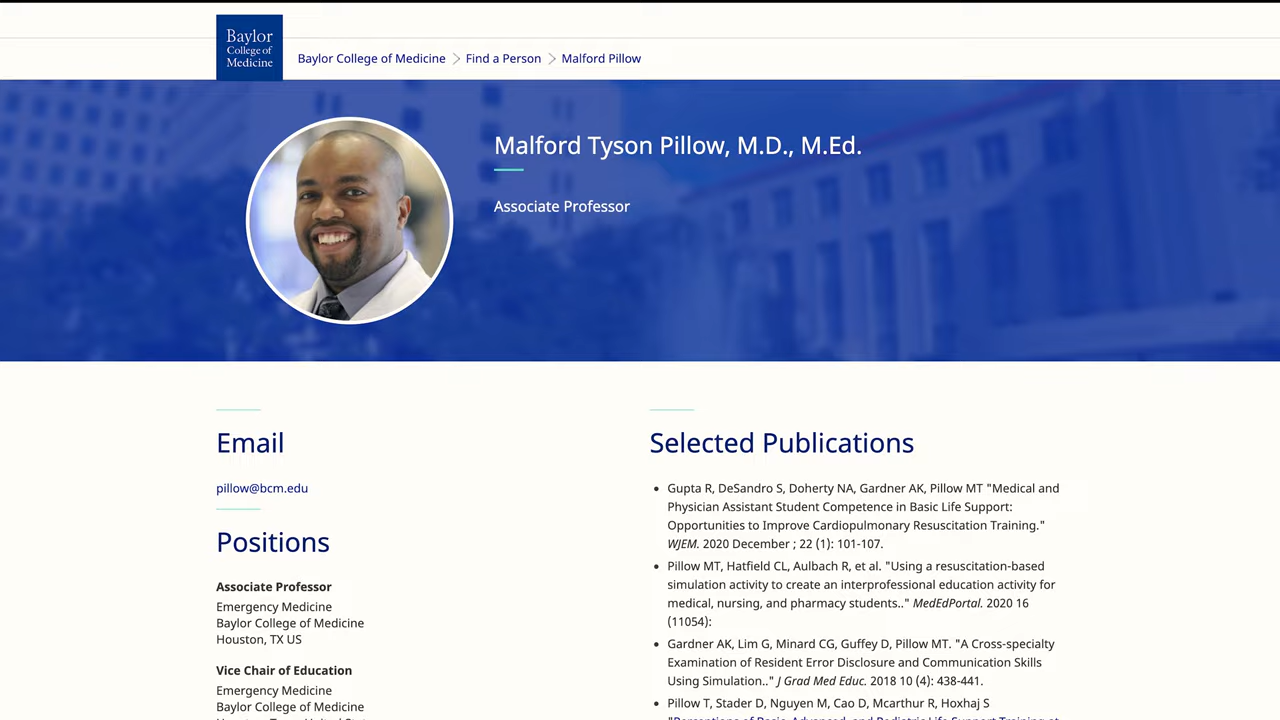 Baylor
College of
Medicine
Baylor College of Medicine > Find a Person > Malford Pillow
Malford Tyson Pillow, M.D., M.Ed.
Associate Professor
Email
pillow@bcm.edu
Positions
Associate Professor
Emergency Medicine
Baylor College of Medicine
Houston, TX US
Vice Chair of Education
Emergency Medicine
Baylor College of Medicine
Selected Publications
• Gupta R, DeSandro S, Doherty NA, Gardner AK, Pillow MT "Medical and
Physician Assistant Student Competence in Basic Life Support:
Opportunities to Improve Cardiopulmonary Resuscitation Training."
WJEM. 2020 December ; 22 (1): 101-107.
• Pillow MT, Hatfield CL, Aulbach R, et al. "Using a resuscitation-based
simulation activity to create an interprofessional education activity for
medical, nursing, and pharmacy students.." MedEdPortal. 2020 16
(11054):
• Gardner AK, Lim G, Minard CG, Guffey D, Pillow MT. "A Cross-specialty
Examination of Resident Error Disclosure and Communication Skills
Using Simulation.." J Grad Med Educ. 2018 10 (4): 438-441.
• Pillow T, Stader D, Nguyen M, Cao D, Mcarthur R, Hoxhaj S